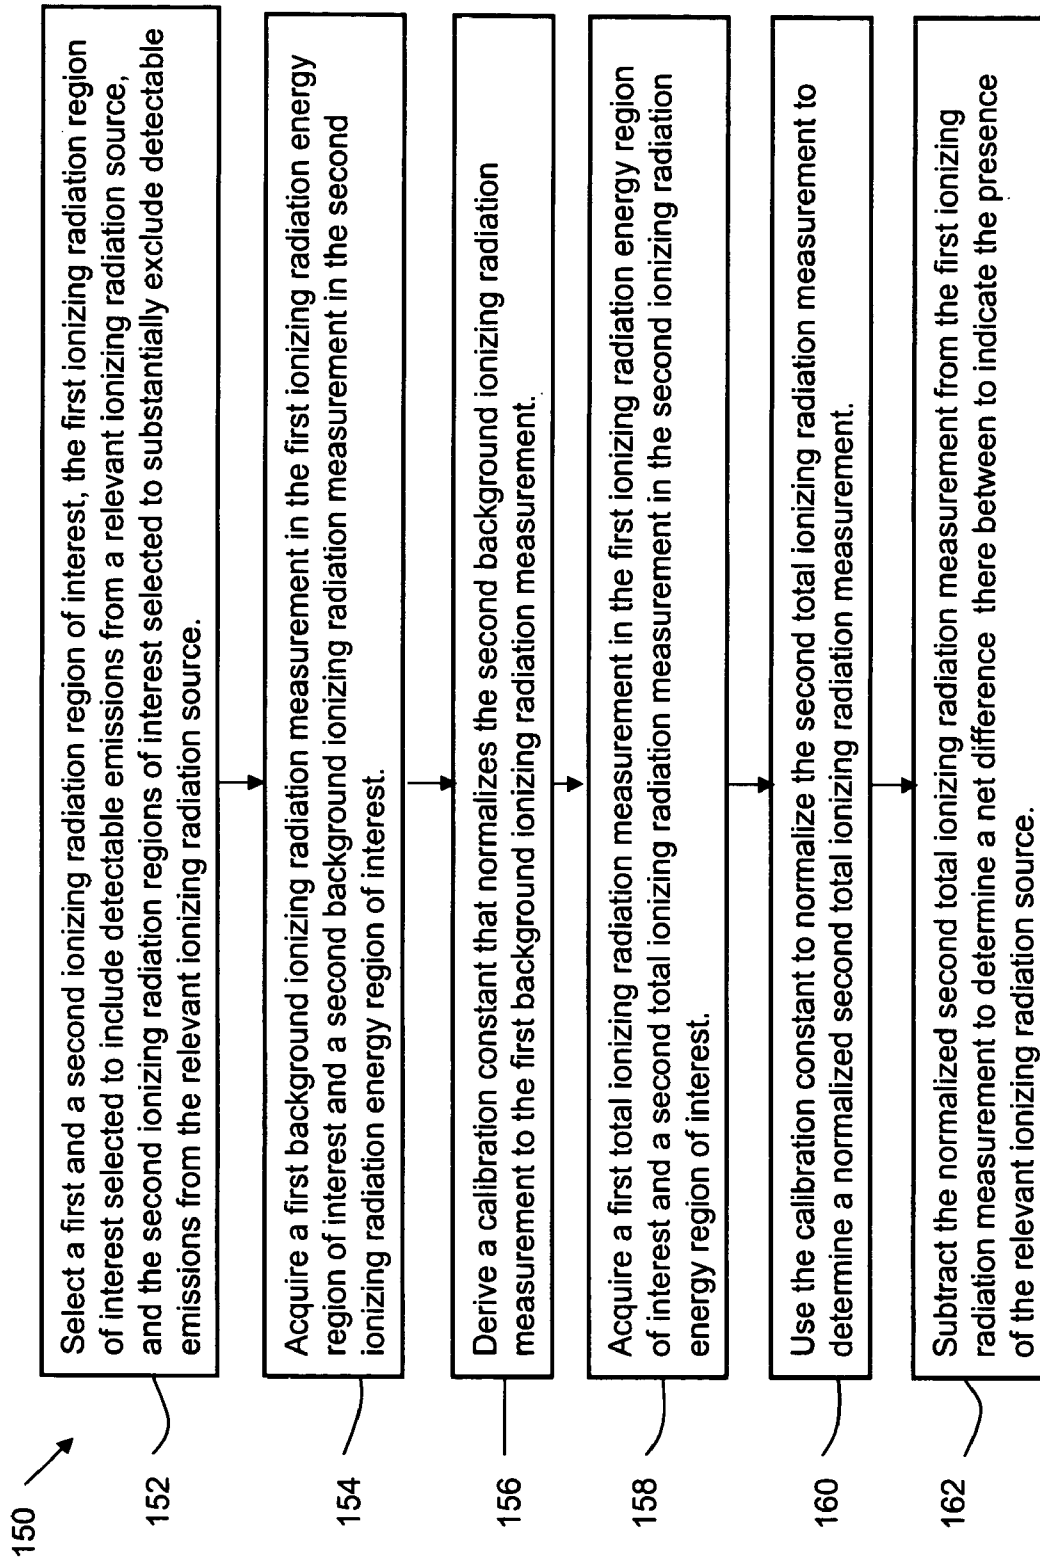 150
152
Select a first and a second ionizing radiation region of interest, the first ionizing radiation region
of interest selected to include detectable emissions from a relevant ionizing radiation source,
and the second ionizing radiation regions of interest selected to substantially exclude detectable
emissions from the relevant ionizing radiation source.
154
Acquire a first background ionizing radiation measurement in the first ionizing radiation energy
region of interest and a second background ionizing radiation measurement in the second
ionizing radiation energy region of interest.
156
Derive a calibration constant that normalizes the second background ionizing radiation
measurement to the first background ionizing radiation measurement.
158
Acquire a first total ionizing radiation measurement in the first ionizing radiation energy region
of interest and a second total ionizing radiation measurement in the second ionizing radiation
energy region of interest.
160
Use the calibration constant to normalize the second total ionizing radiation measurement to
determine a normalized second total ionizing radiation measurement.
162
Subtract the normalized second total ionizing radiation measurement from the first ionizing
radiation measurement to determine a net difference there between to indicate the presence
of the relevant ionizing radiation source.